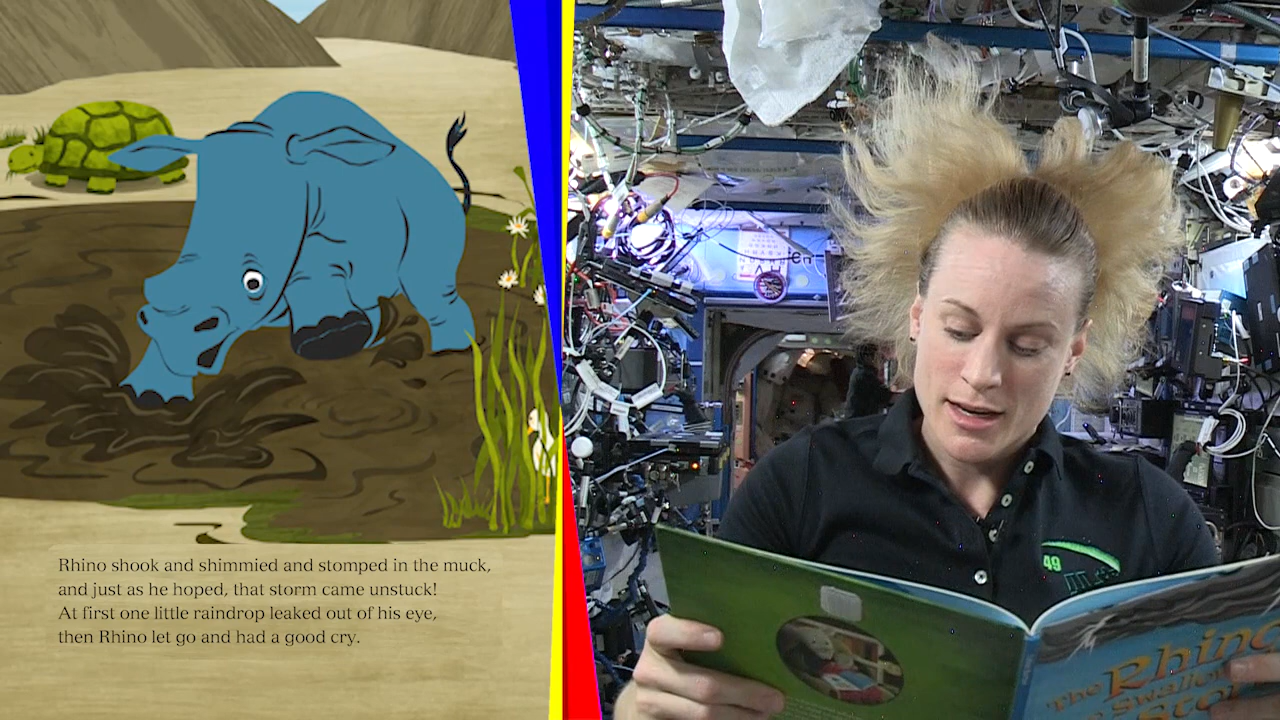 Rhino shook and shimmied and stomped in the muck,
and just as he hoped, that storm came unstuck!
At first one little raindrop leaked out of his eye,
then Rhino let go and had a good cry.
49
The Rhino
Swallo